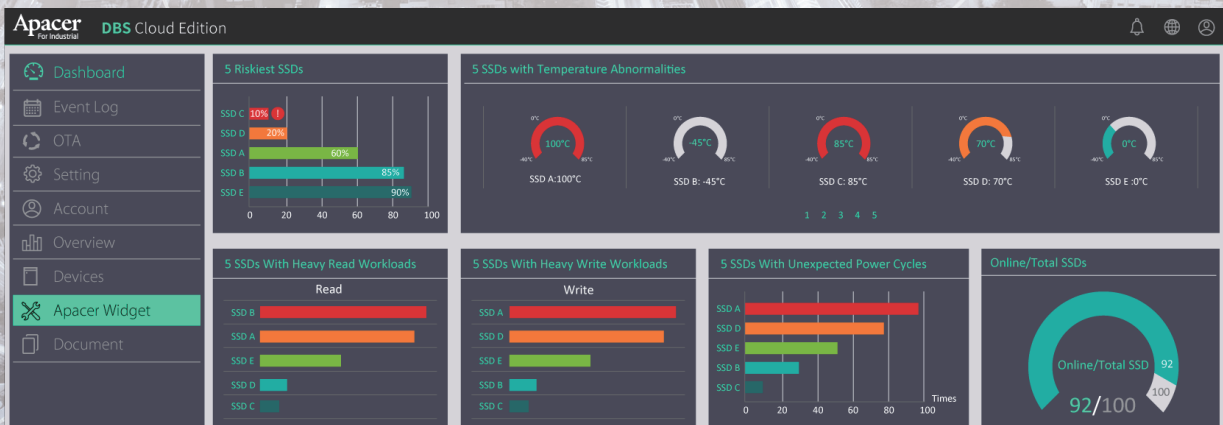 Apacer
For Industrial
DBS Cloud Edition
Dashboard
Event Log
OTA
Setting
Account
Overview
Devices
Apacer Widget
Document
5 Riskiest SSDs
SSD C 10% !
SSD D 20%
SSD A 60%
SSD B 85%
SSD E 90%
0 20 40 60 80 100
5 SSDs with Temperature Abnormalities
0°C
100°C
-40°C 85°C
SSD A:100°C
0°C
-45°C
-40°C 85°C
SSD B: -45°C
0°C
85°C
-40°C 85°C
SSD C: 85°C
0°C
70°C
-40°C 85°C
SSD D: 70°C
0°C
0°C
-40°C 85°C
SSD E :0°C
1 2 3 4 5
5 SSDs With Heavy Read Workloads
Read
SSD B
SSD A
SSD E
SSD D
SSD C
5 SSDs With Heavy Write Workloads
Write
SSD A
SSD D
SSD E
SSD B
SSD C
5 SSDs With Unexpected Power Cycles
SSD A
SSD D
SSD E
SSD B
SSD C
Times
0 20 40 60 80 100
Online/Total SSDs
Online/Total SSD 92
100
92/100